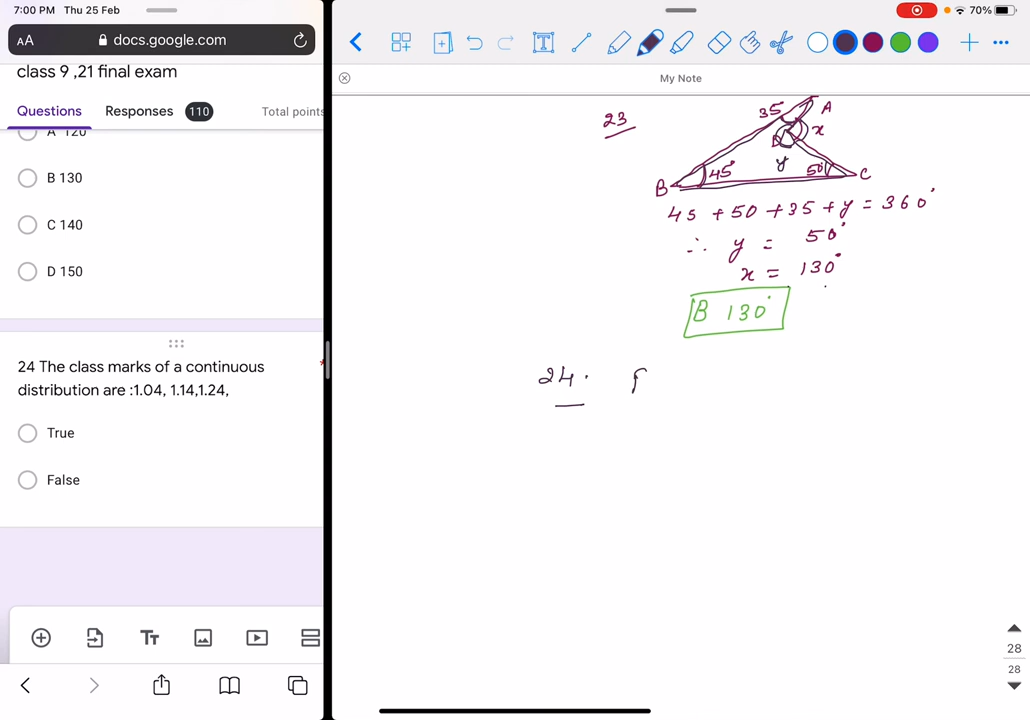 7:00 PM Thu 25 Feb
70%
AA docs.google.com
class 9 ,21 final exam
Questions Responses 110 Total points
A 120
B 130
C 140
D 150
24 The class marks of a continuous
distribution are :1.04, 1.14,1.24,
*
True
False
Tт
My Note
T
23
35° A
D x
y
B 45° 50° C
45 + 50 + 35 + y = 360°
∴ y = 50°
x = 130°
B 130°
24.
28
28